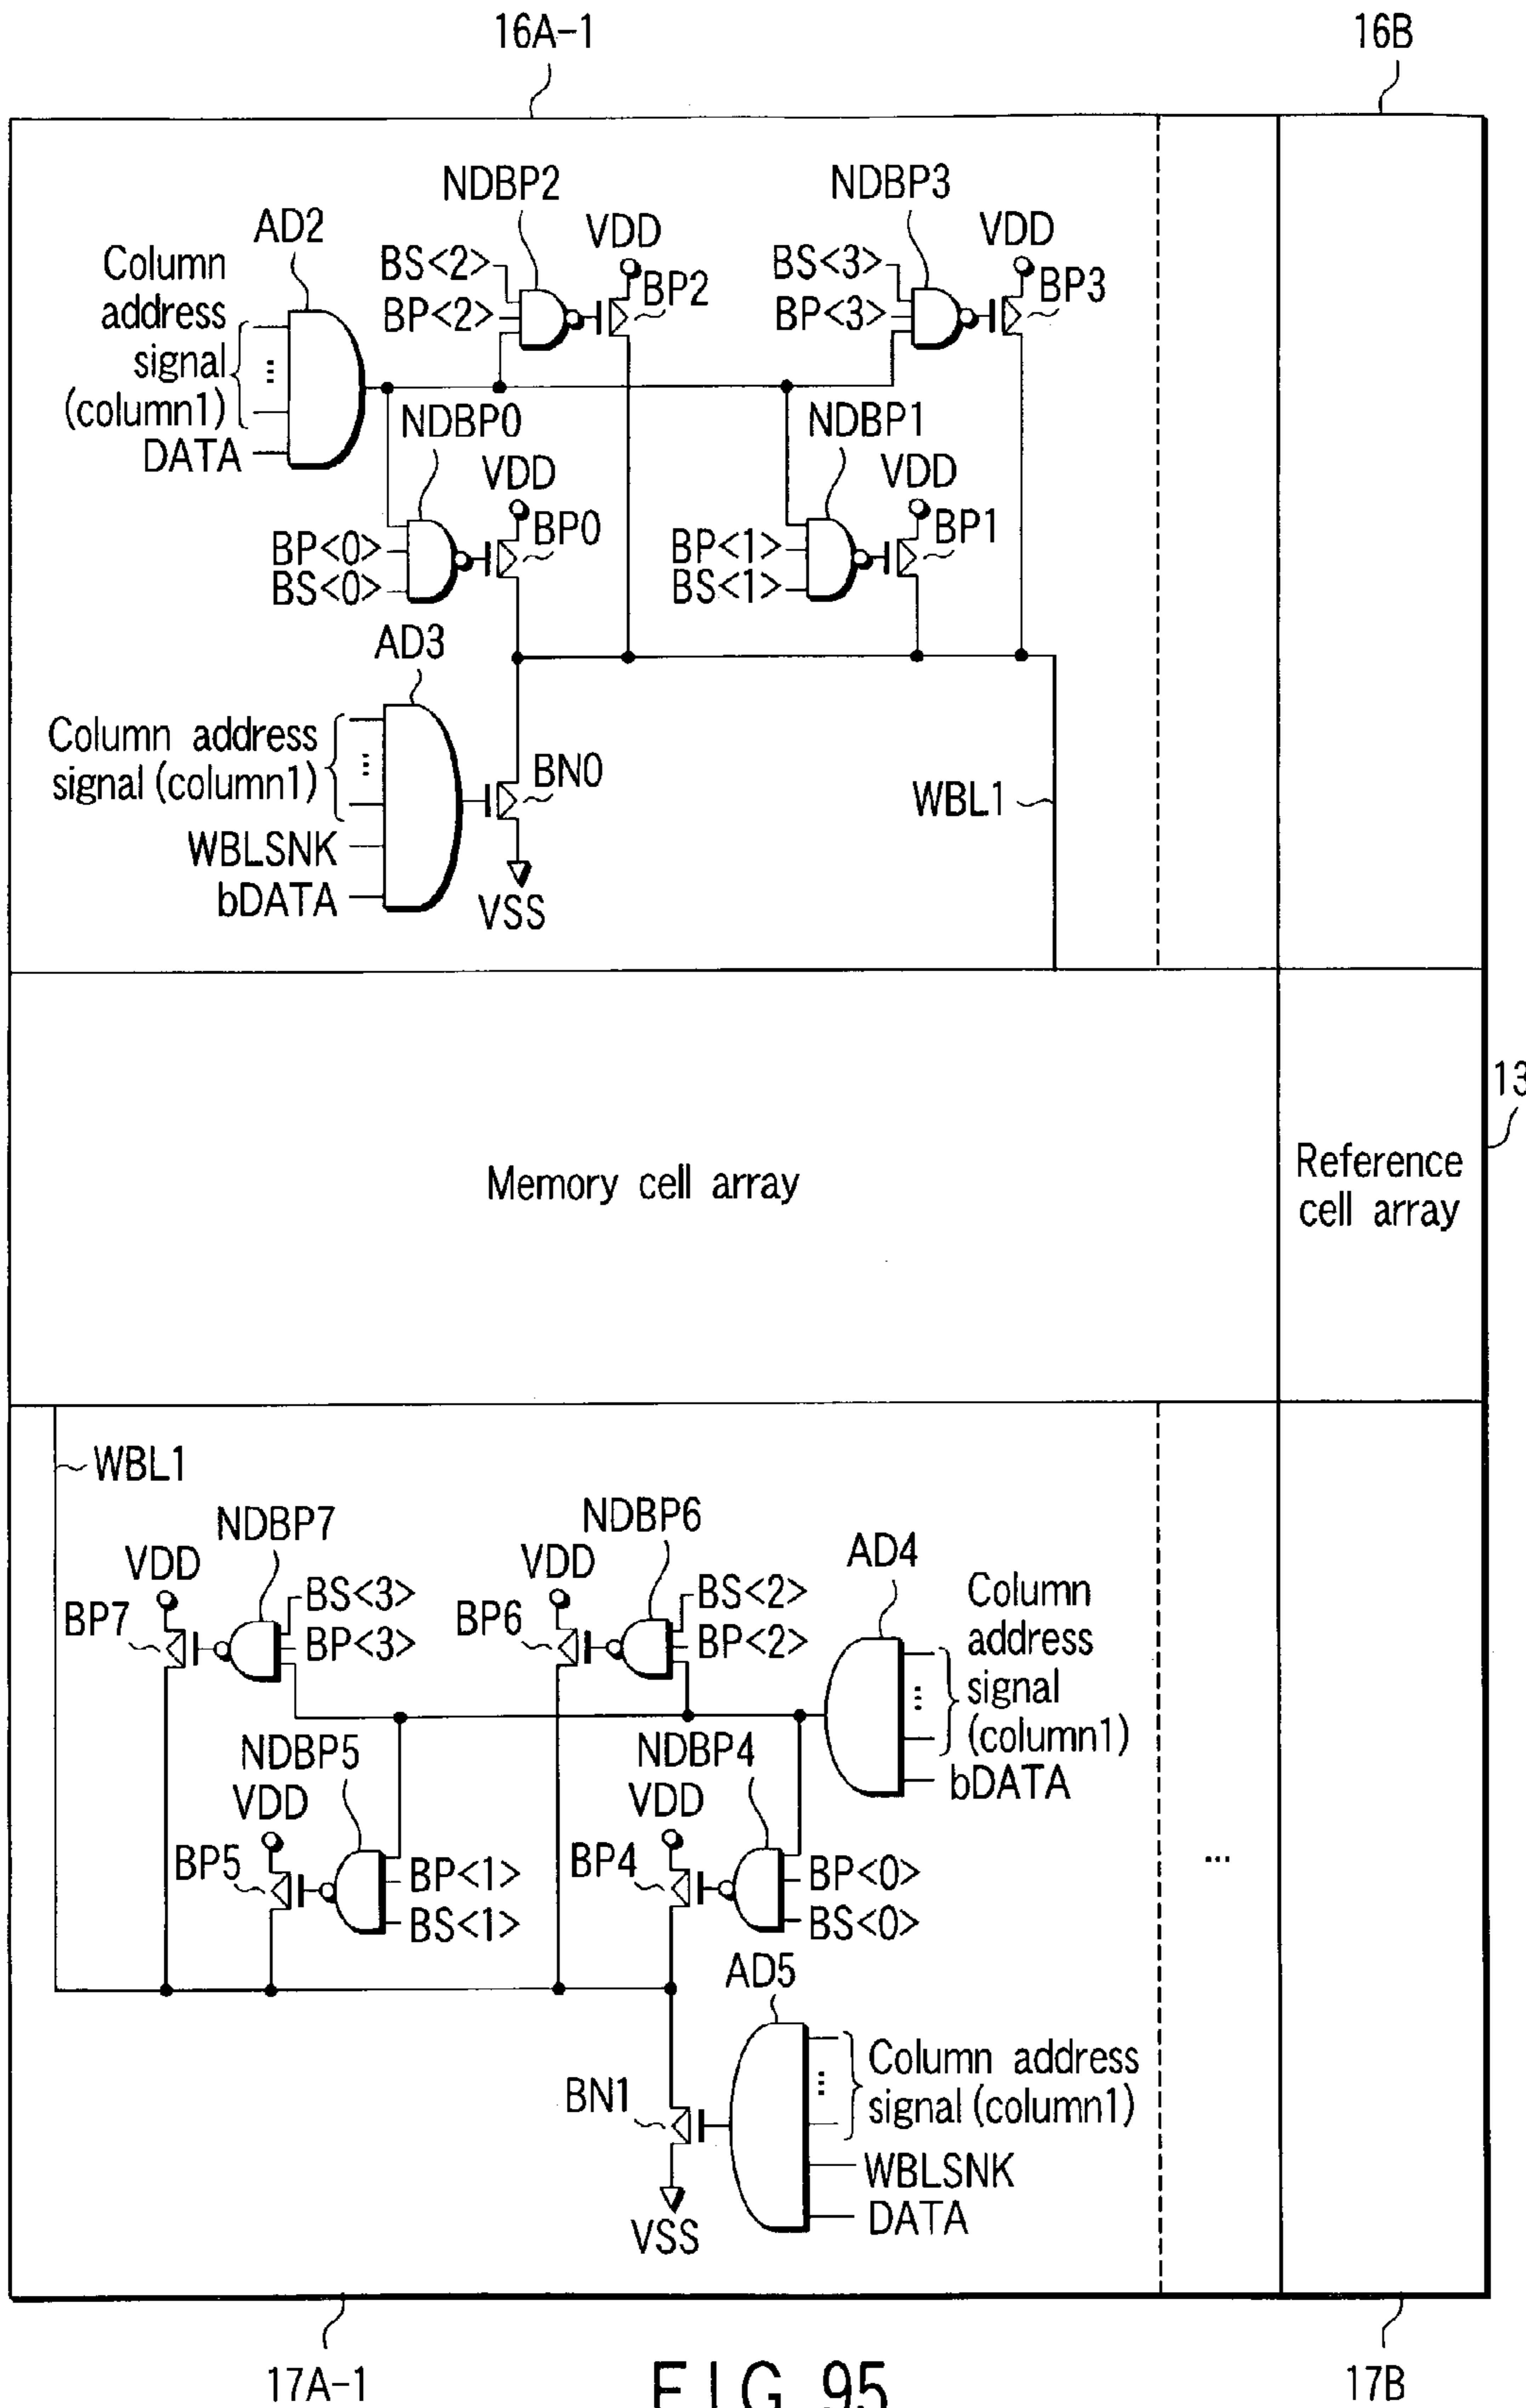 16A-1
16B
NDBP2
NDBP3
AD2
VDD
VDD
Column
address
signal
(column1)
DATA
BS<2>
BP<2>
BP2
BS<3>
BP<3>
BP3
NDBP0
NDBP1
VDD
VDD
BP<0>
BS<0>
BP0
BP<1>
BS<1>
BP1
AD3
Column address
signal (column1)
WBLSNK
bDATA
BN0
VSS
WBL1
13
Memory cell array
Reference
cell array
WBL1
NDBP7
NDBP6
AD4
VDD
VDD
BP7
BS<3>
BP<3>
BP6
BS<2>
BP<2>
Column
address
signal
(column1)
bDATA
NDBP5
NDBP4
VDD
VDD
BP5
BP<1>
BS<1>
BP4
BP<0>
BS<0>
...
AD5
BN1
Column address
signal (column1)
WBLSNK
DATA
VSS
17A-1
17B
FIG. 95